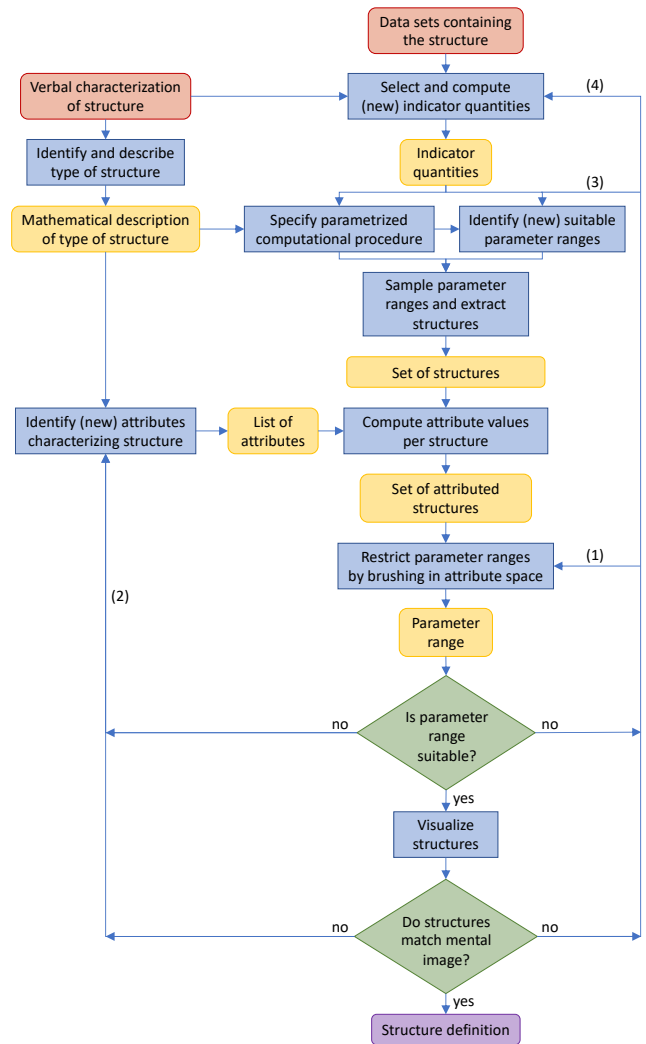 Data sets containing
the structure
Verbal characterization
of structure
Select and compute
(new) indicator quantities
(4)
Identify and describe
type of structure
Indicator
quantities
(3)
Mathematical description
of type of structure
Specify parametrized
computational procedure
Identify (new) suitable
parameter ranges
Sample parameter
ranges and extract
structures
Set of structures
Identify (new) attributes
characterizing structure
List of
attributes
Compute attribute values
per structure
Set of attributed
structures
Restrict parameter ranges
by brushing in attribute space
(1)
(2)
Parameter
range
no
Is parameter
range
suitable?
no
yes
Visualize
structures
no
Do structures
match mental
image?
no
yes
Structure definition